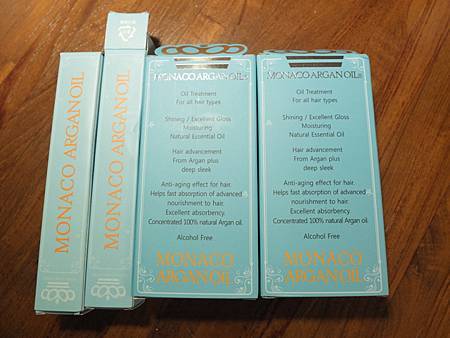 MONACO ARGAN OIL
MONACO ARGAN OIL
MONACO ARGAN OIL
Oil Treatment
For all hair types
Shining / Excellent Gloss
Moisturing
Natural Essential Oil
Hair advancement
From Argan plus
deep sleek
Anti-aging effect for hair.
Helps fast absorption of advanced
nourishment to hair.
Excellent absorbency.
Concentrated 100% natural Argan oil.
Alcohol Free
MONACO
ARGAN OIL
MONACO ARGAN OIL
Oil Treatment
For all hair types
Shining / Excellent Gloss
Moisturing
Natural Essential Oil
Hair advancement
From Argan plus
deep sleek
Anti-aging effect for hair.
Helps fast absorption of advanced
nourishment to hair.
Excellent absorbency.
Concentrated 100% natural Argan oil.
Alcohol Free
MONACO
ARGAN OIL